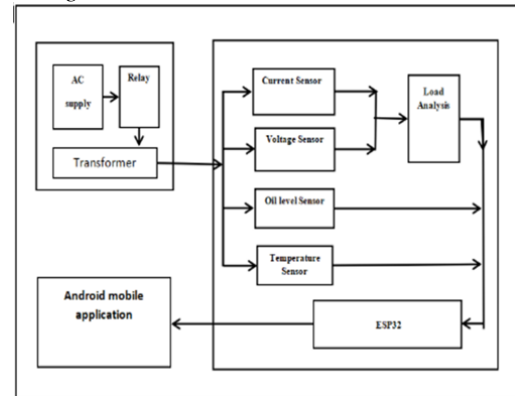 AC
supply
Relay
Transformer
Current Sensor
Voltage Sensor
Oil level Sensor
Temperature
Sensor
Load
Analysis
ESP32
Android mobile
application